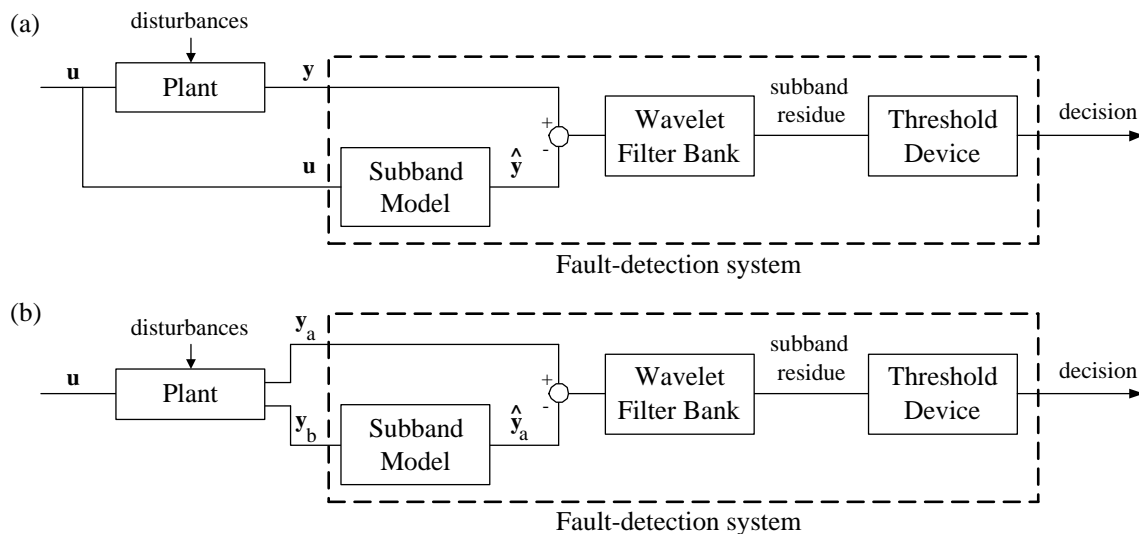 (a)
disturbances
u
Plant
y
u
Subband
Model
ŷ
+
-
Wavelet
Filter Bank
subband
residue
Threshold
Device
decision
Fault-detection system
(b)
disturbances
u
Plant
y_a
y_b
Subband
Model
ŷ_a
+
-
Wavelet
Filter Bank
subband
residue
Threshold
Device
decision
Fault-detection system